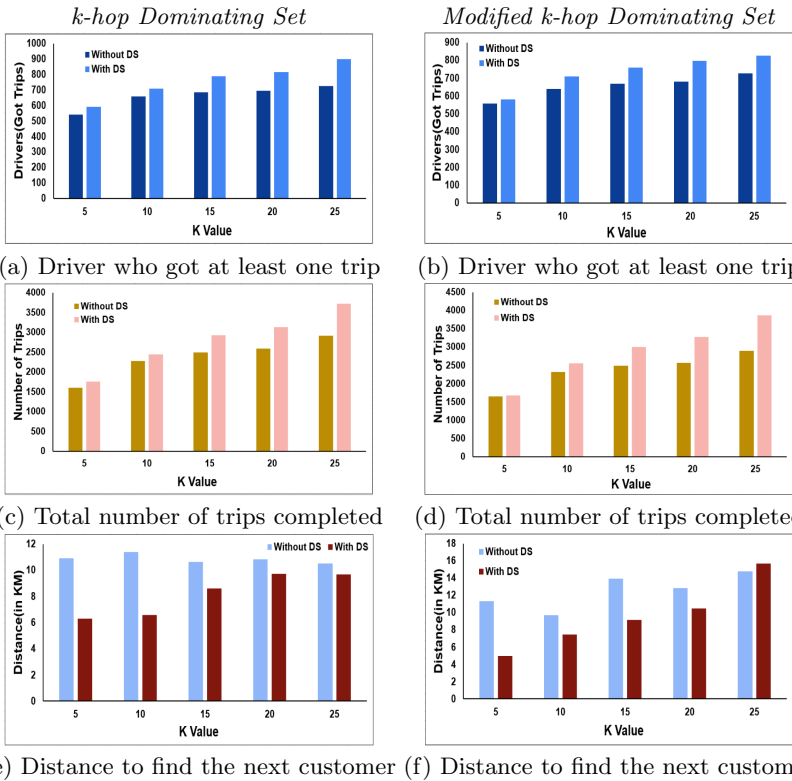 k-hop Dominating Set
Modified k-hop Dominating Set
1000
900
800
700
600
500
400
300
200
100
0
Drivers(Got Trips)
Without DS
With DS
5 10 15 20 25
K Value
900
800
700
600
500
400
300
200
100
0
Drivers(Got Trips)
Without DS
With DS
5 10 15 20 25
K Value
(a) Driver who got at least one trip
(b) Driver who got at least one trip
4000
3500
3000
2500
2000
1500
1000
500
0
Number of Trips
Without DS
With DS
5 10 15 20 25
K Value
4500
4000
3500
3000
2500
2000
1500
1000
500
0
Number of Trips
Without DS
With DS
5 10 15 20 25
K Value
(c) Total number of trips completed
(d) Total number of trips completed
12
10
8
6
4
2
0
Distance(in KM)
Without DS With DS
5 10 15 20 25
K Value
18
16
14
12
10
8
6
4
2
0
Distance(in KM)
Without DS
With DS
5 10 15 20 25
K Value
e) Distance to find the next customer
(f) Distance to find the next custom